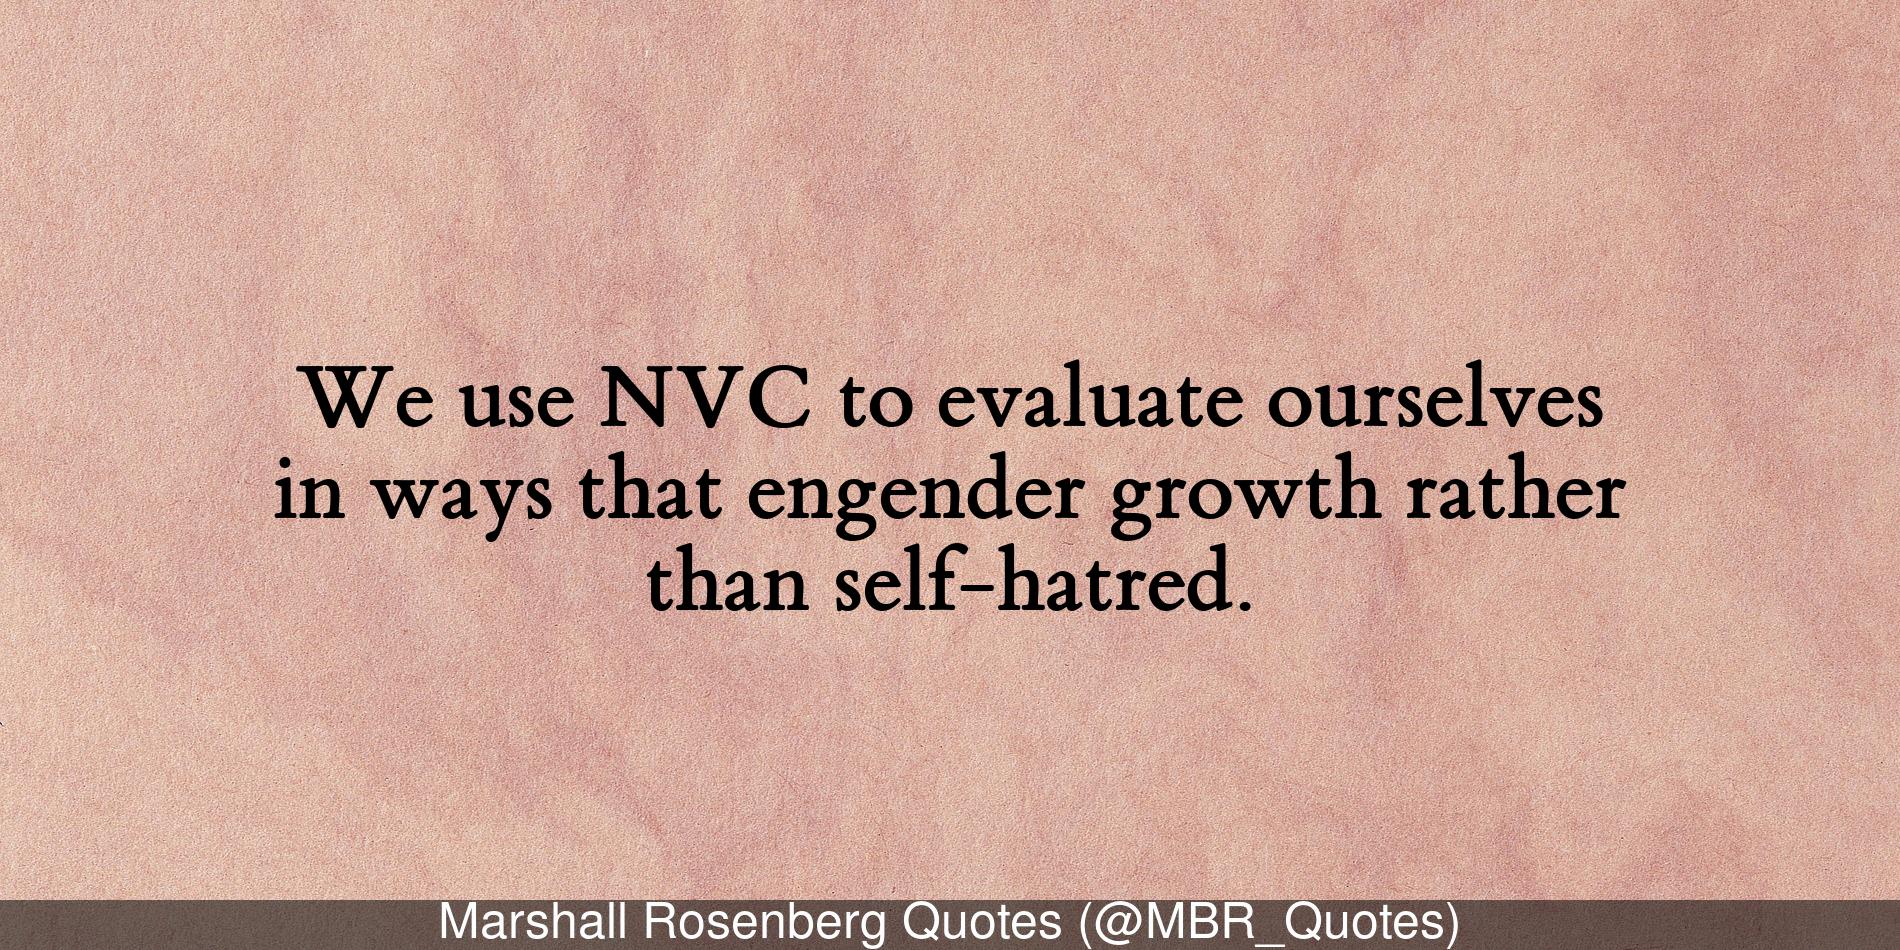 We use NVC to evaluate ourselves
in ways that engender growth rather
than self-hatred.
Marshall Rosenberg Quotes (@MBR_Quotes)